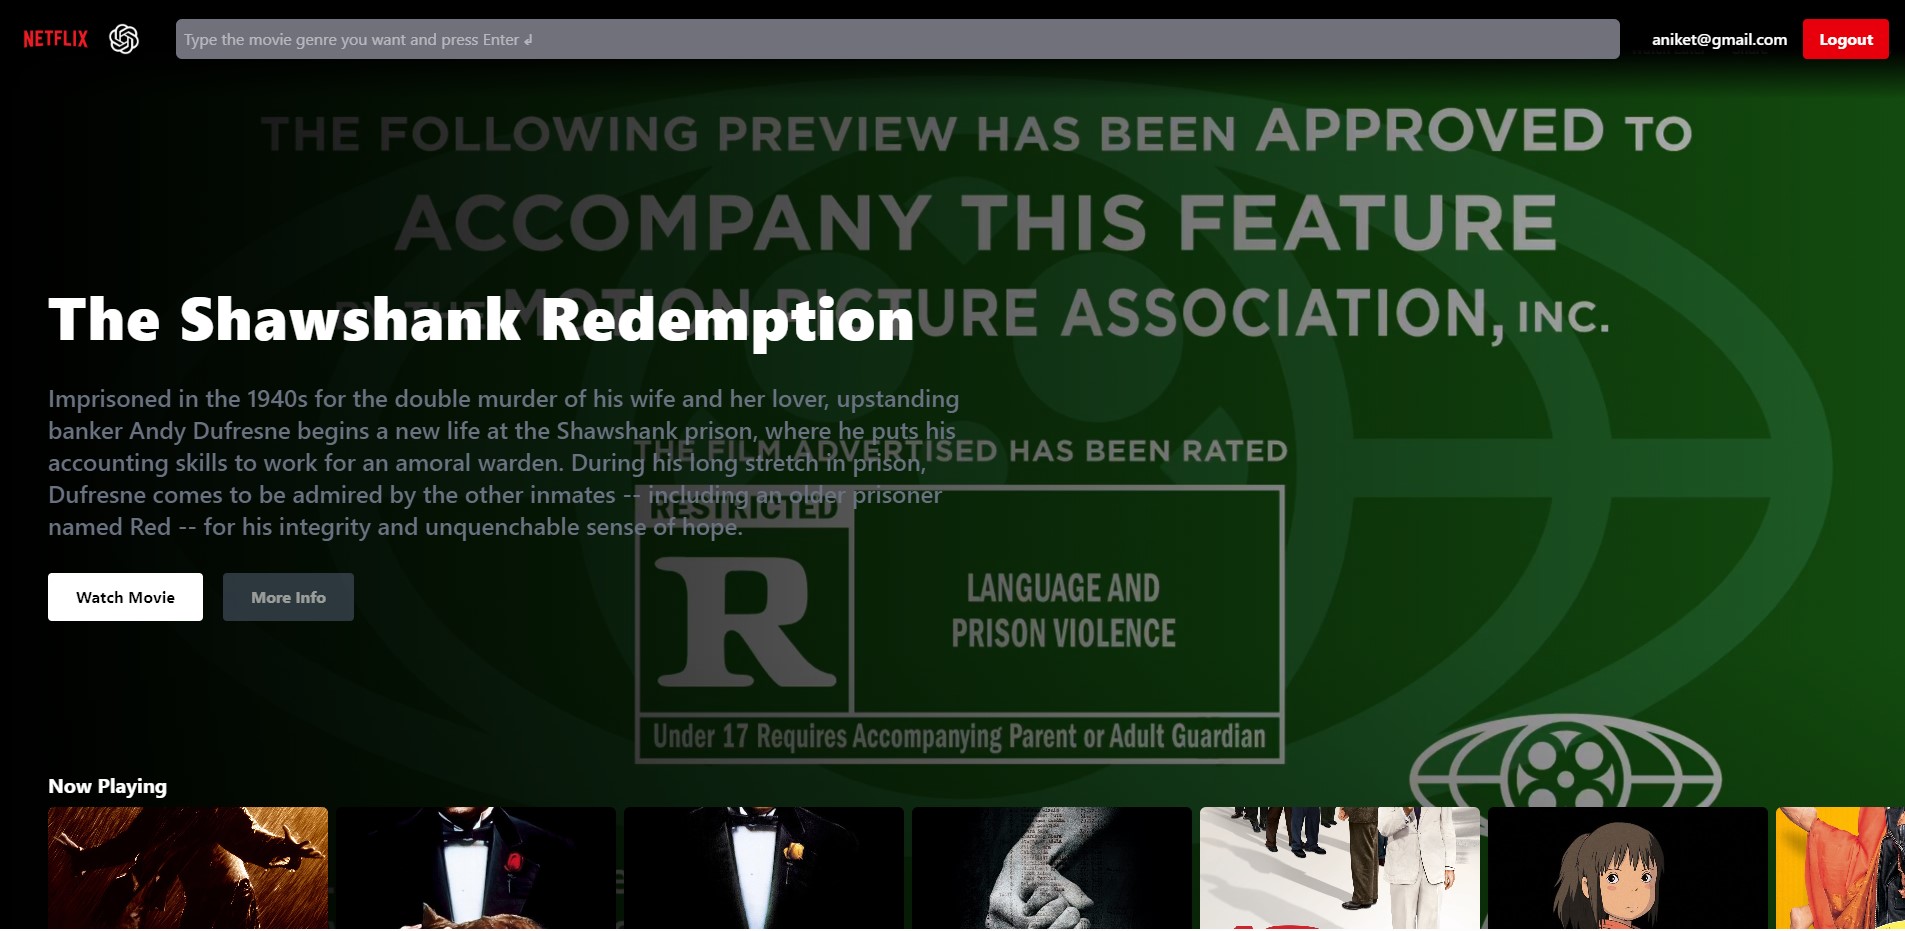 NETFLIX
Type the movie genre you want and press Enter ↲
aniket@gmail.com
Logout
THE FOLLOWING PREVIEW HAS BEEN APPROVED TO
ACCOMPANY THIS FEATURE
BY THE MOTION PICTURE ASSOCIATION, INC.
The Shawshank Redemption
Imprisoned in the 1940s for the double murder of his wife and her lover, upstanding
banker Andy Dufresne begins a new life at the Shawshank prison, where he puts his
accounting skills to work for an amoral warden. During his long stretch in prison,
Dufresne comes to be admired by the other inmates -- including an older prisoner
named Red -- for his integrity and unquenchable sense of hope.
THE FILM ADVERTISED HAS BEEN RATED
RESTRICTED
R
LANGUAGE AND
PRISON VIOLENCE
Under 17 Requires Accompanying Parent or Adult Guardian
Watch Movie
More Info
Now Playing